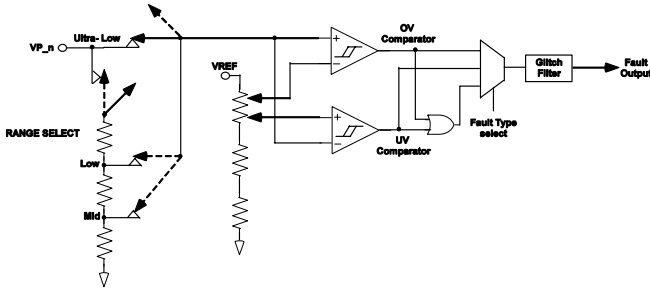 Ultra- Low
VP_n
RANGE SELECT
Low
Mid
VREF
+
−
+
−
OV
Comparator
UV
Comparator
Fault Type
select
Glitch
Filter
Fault
Output